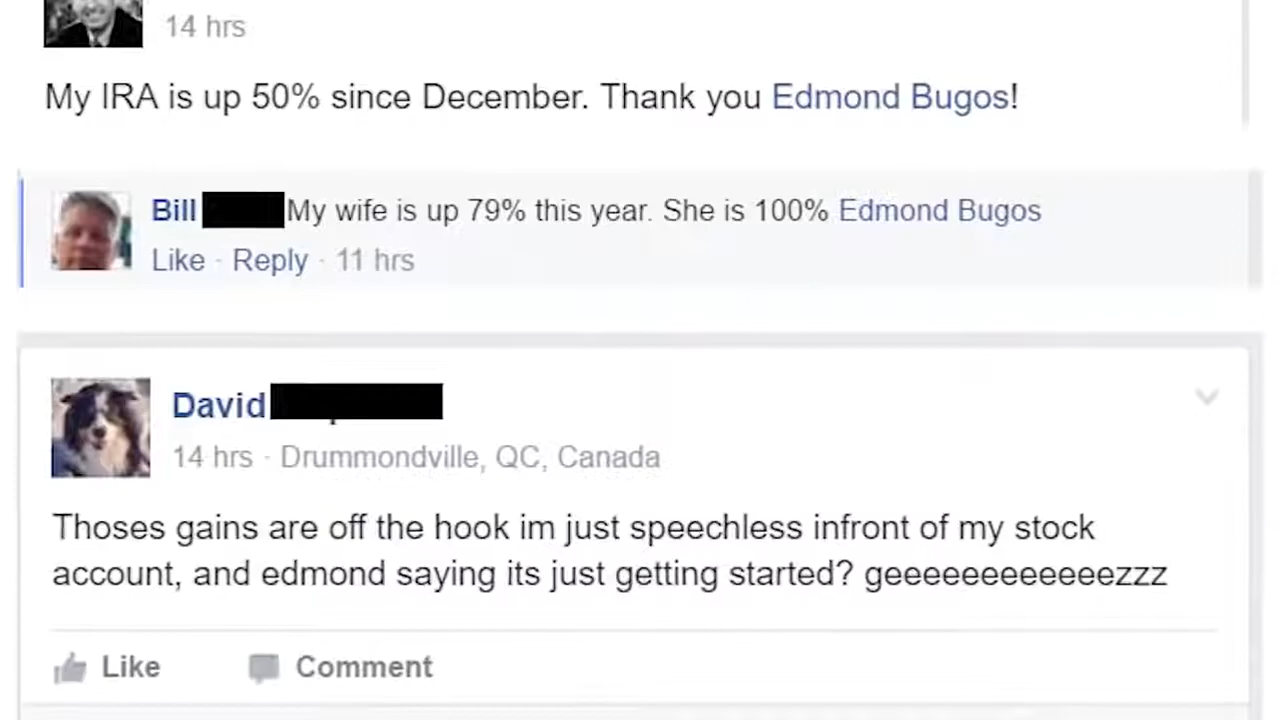 14 hrs
My IRA is up 50% since December. Thank you Edmond Bugos!
Bill My wife is up 79% this year. She is 100% Edmond Bugos
Like · Reply · 11 hrs
David
14 hrs · Drummondville, QC, Canada
Thoses gains are off the hook im just speechless infront of my stock
account, and edmond saying its just getting started? geeeeeeeeeeeezzz
Like Comment